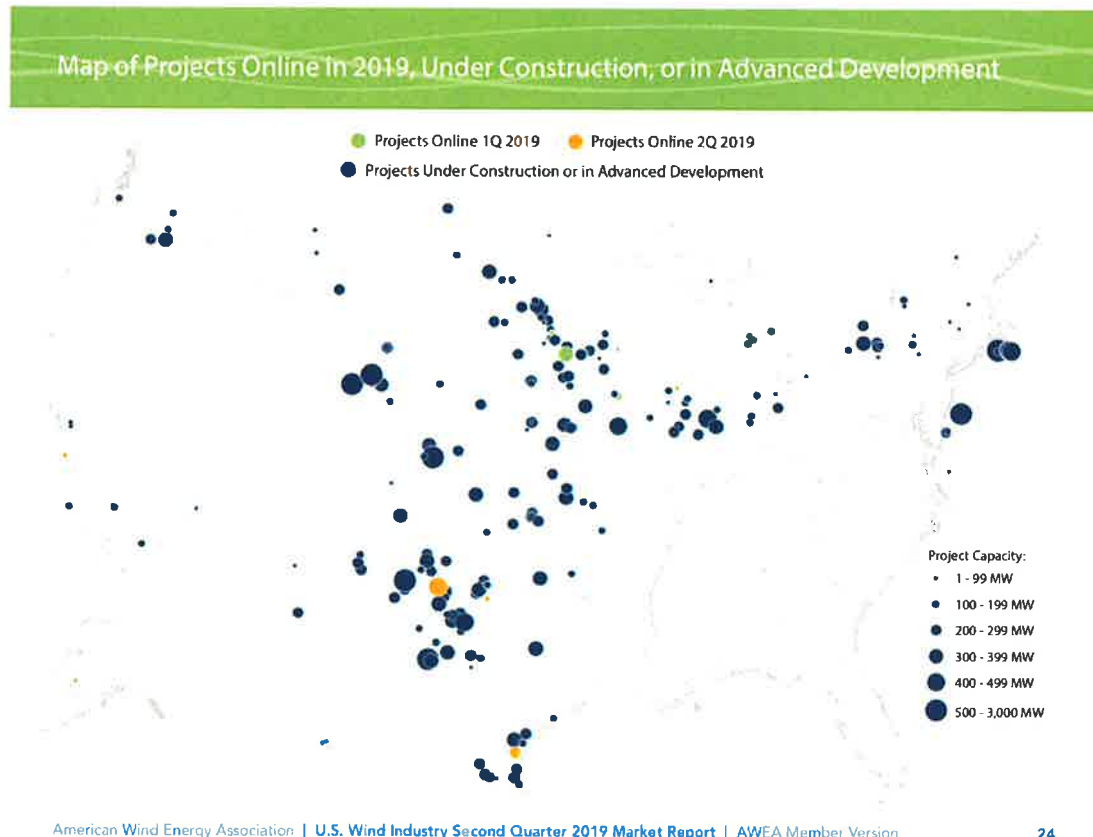 Map of Projects Online in 2019, Under Construction, or in Advanced Development
Projects Online 1Q 2019
Projects Online 2Q 2019
Projects Under Construction or in Advanced Development
Project Capacity:
1 - 99 MW
100 - 199 MW
200 - 299 MW
300 - 399 MW
400 - 499 MW
500 - 3,000 MW
American Wind Energy Association | U.S. Wind Industry Second Quarter 2019 Market Report | AWEA Member Version
24